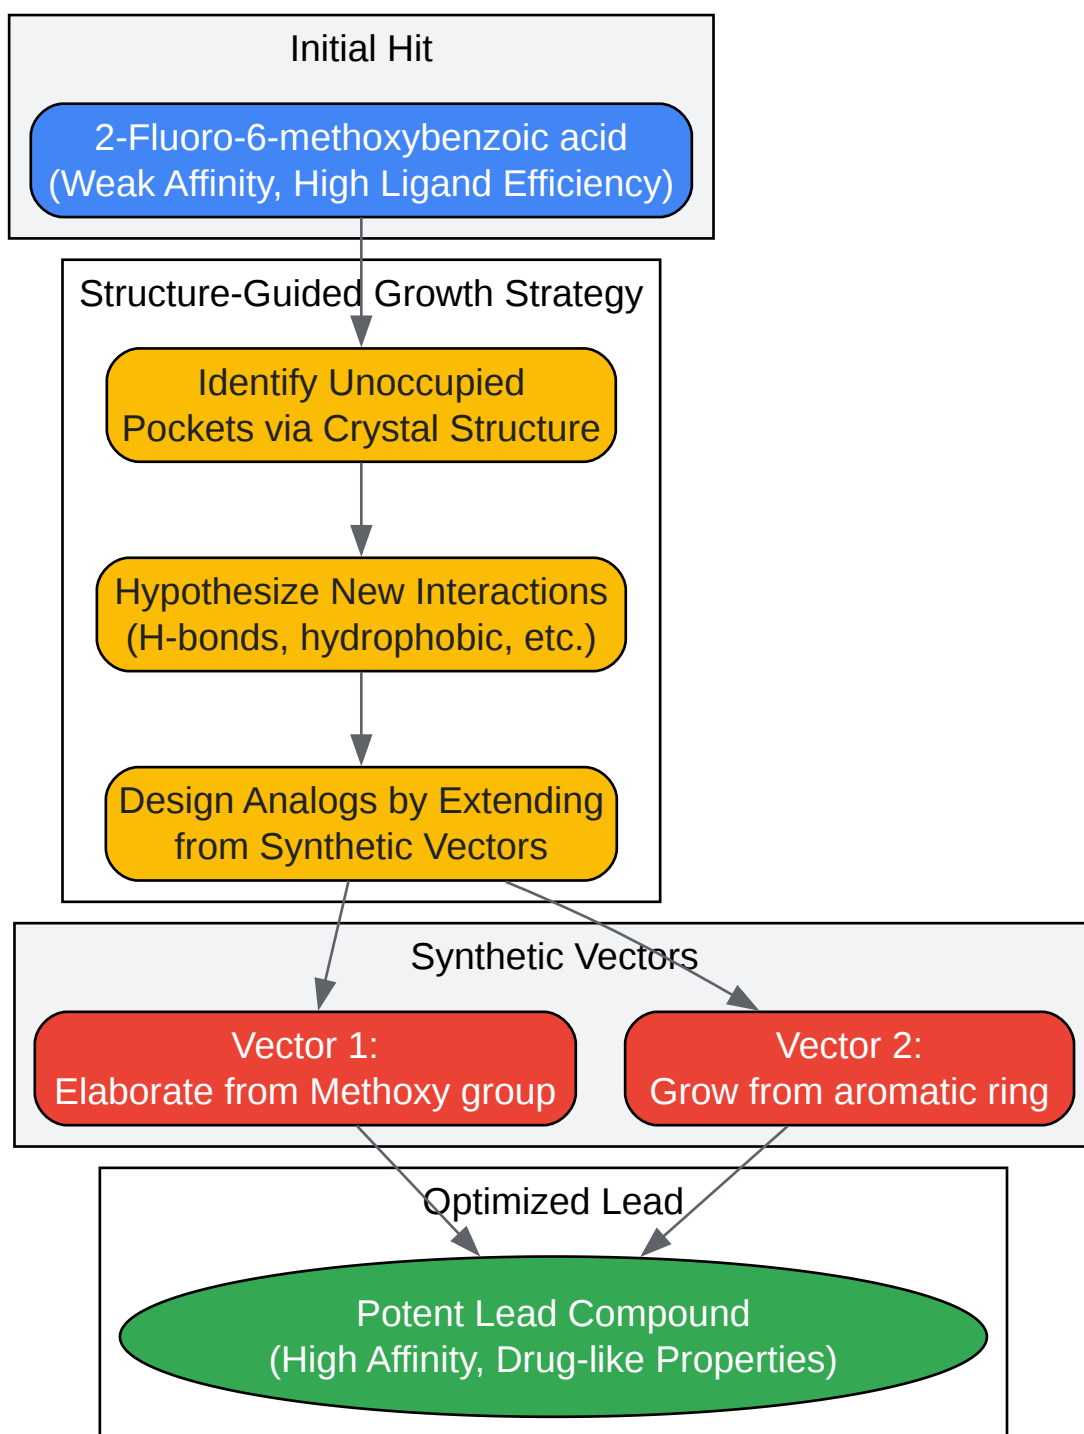 Initial Hit
2-Fluoro-6-methoxybenzoic acid
(Weak Affinity, High Ligand Efficiency)
Structure-Guided Growth Strategy
Identify Unoccupied
Pockets via Crystal Structure
Hypothesize New Interactions
(H-bonds, hydrophobic, etc.)
Design Analogs by Extending
from Synthetic Vectors
Synthetic Vectors
Vector 1:
Elaborate from Methoxy group
Vector 2:
Grow from aromatic ring
Optimized Lead
Potent Lead Compound
(High Affinity, Drug-like Properties)